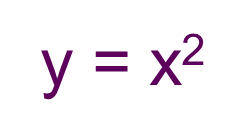 y = x²